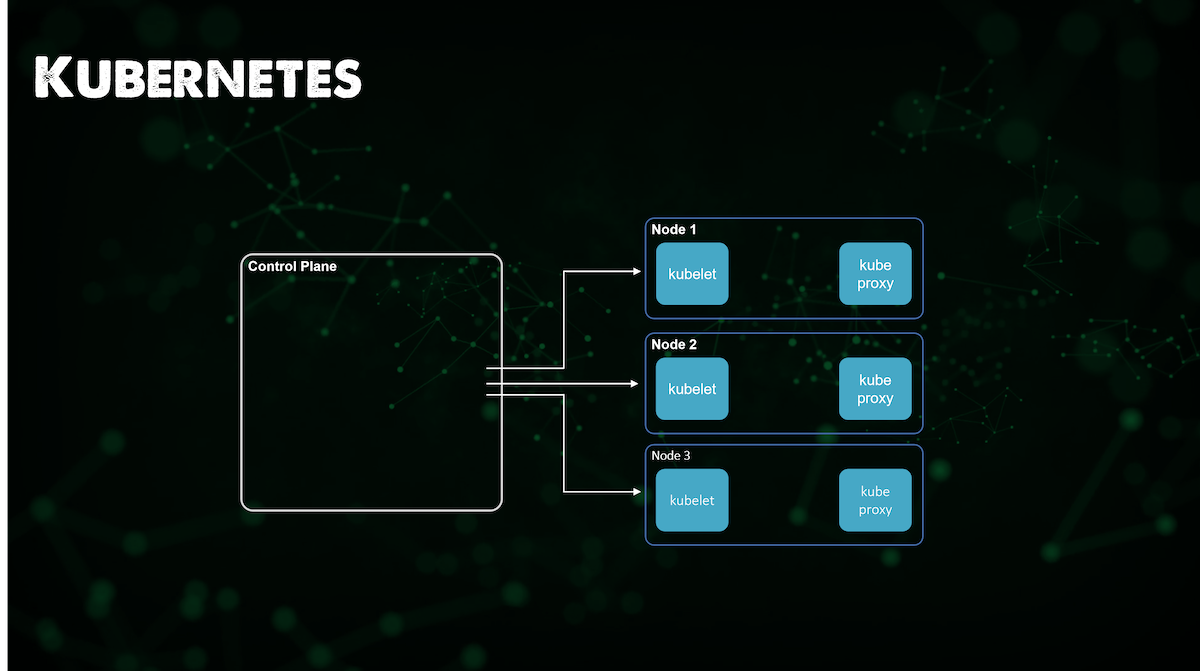 KUBERNETES
Control Plane
Node 1
kubelet
kube
proxy
Node 2
kubelet
kube
proxy
Node 3
kubelet
kube
proxy